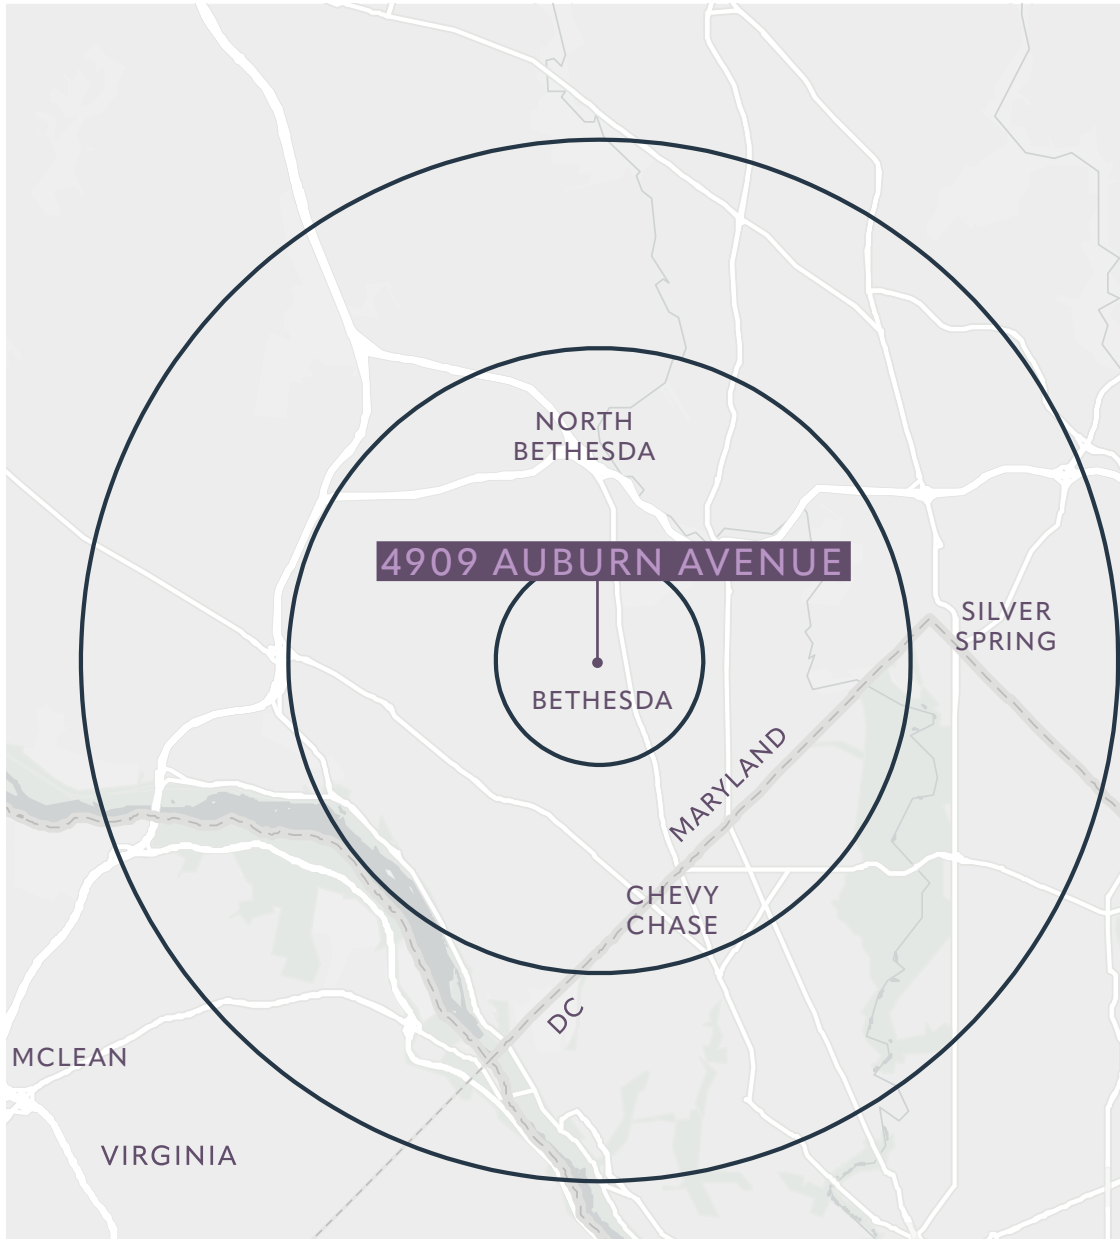 NORTH
BETHESDA
4909 AUBURN AVENUE
SILVER
SPRING
BETHESDA
MARYLAND
CHEVY
CHASE
DC
MCLEAN
VIRGINIA